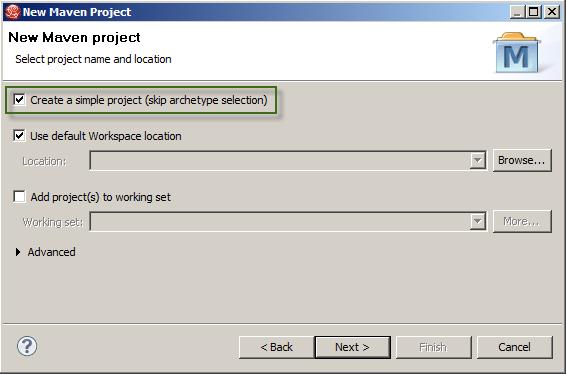 New Maven Project
New Maven project
Select project name and location
M
Create a simple project (skip archetype selection)
Use default Workspace location
Location:
Browse...
Add project(s) to working set
Working set:
More...
Advanced
?
< Back
Next >
Finish
Cancel